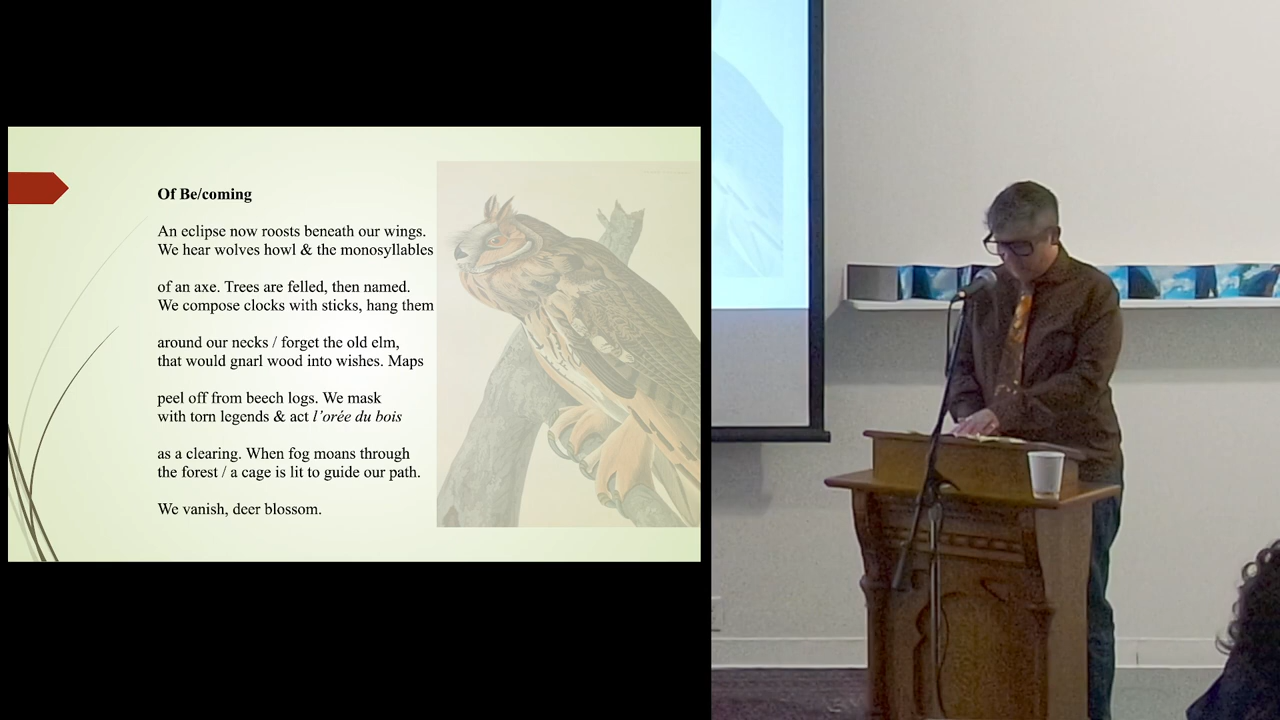 Of Be/coming
An eclipse now roosts beneath our wings.
We hear wolves howl & the monosyllables
of an axe. Trees are felled, then named.
We compose clocks with sticks, hang them
around our necks / forget the old elm,
that would gnarl wood into wishes. Maps
peel off from beech logs. We mask
with torn legends & act l’orée du bois
as a clearing. When fog moans through
the forest / a cage is lit to guide our path.
We vanish, deer blossom.